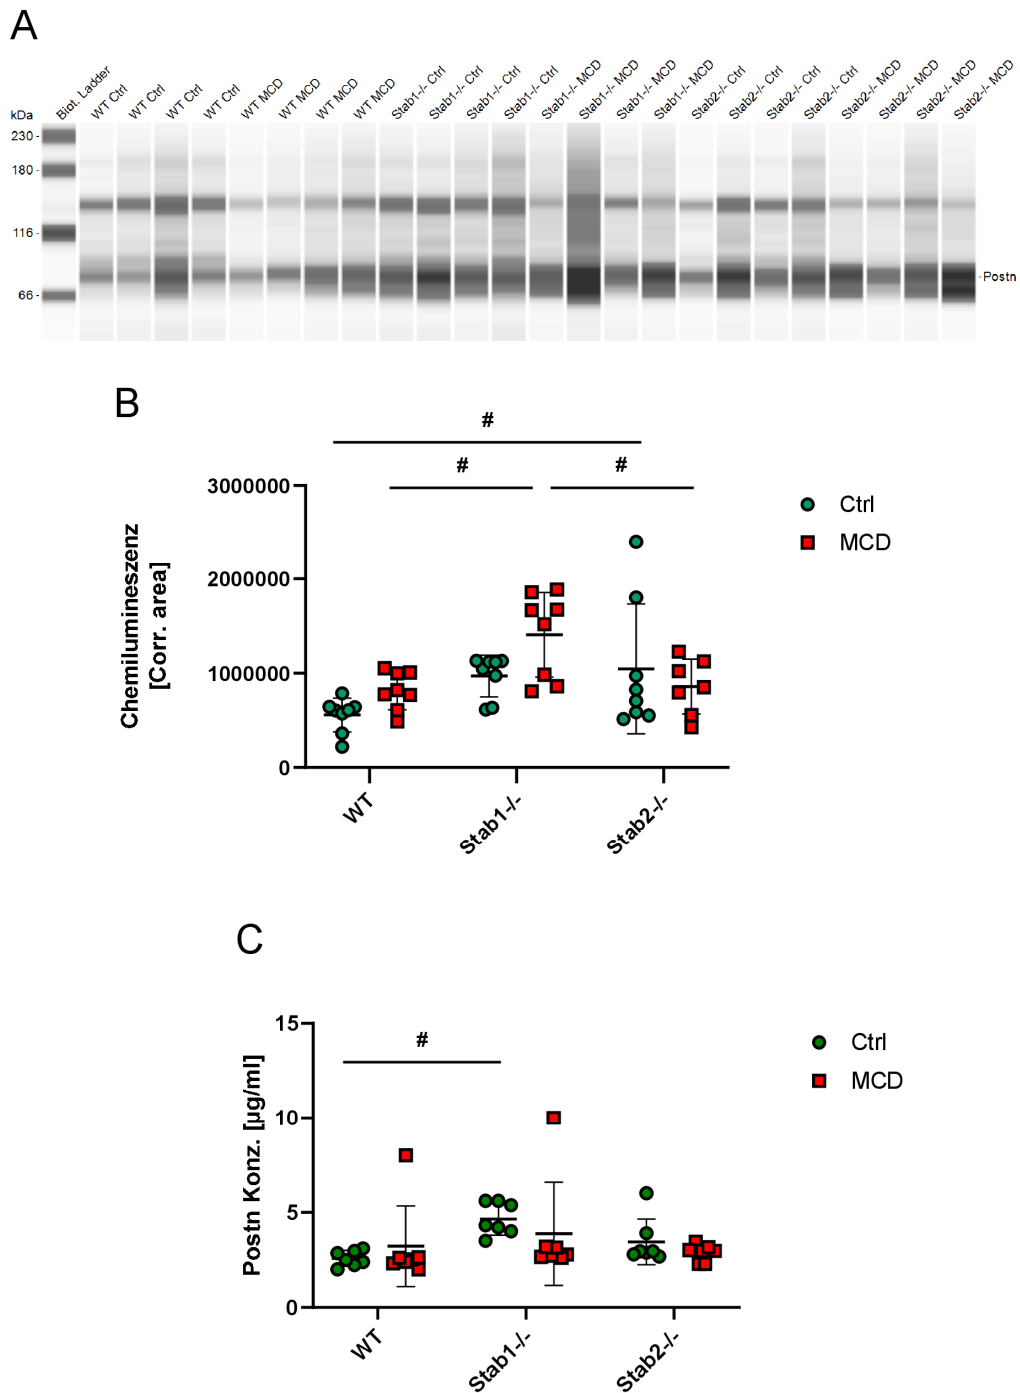 A
kDa
Biot. Ladder
WT Ctrl
WT Ctrl
WT Ctrl
WT Ctrl
WT MCD
WT MCD
WT MCD
WT MCD
Stab1-/- Ctrl
Stab1-/- Ctrl
Stab1-/- Ctrl
Stab1-/- Ctrl
Stab1-/- MCD
Stab1-/- MCD
Stab1-/- MCD
Stab1-/- MCD
Stab2-/- Ctrl
Stab2-/- Ctrl
Stab2-/- Ctrl
Stab2-/- Ctrl
Stab2-/- MCD
Stab2-/- MCD
Stab2-/- MCD
Stab2-/- MCD
230 -
180 -
116 -
66 -
- Postn
B
#
# #
Chemilumineszenz
[Corr. area]
3000000
2000000
1000000
0
WT
Stab1-/-
Stab2-/-
Ctrl
MCD
C
#
Postn Konz. [µg/ml]
15
10
5
0
WT
Stab1-/-
Stab2-/-
Ctrl
MCD